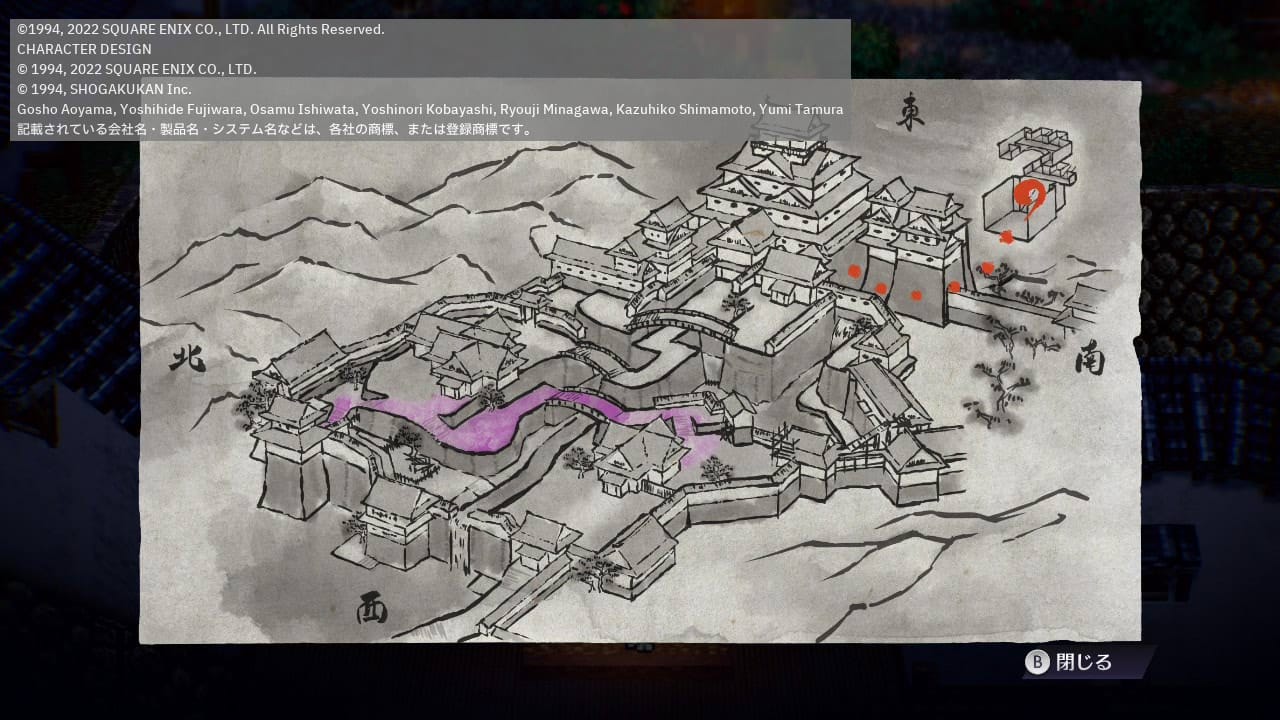 ©1994, 2022 SQUARE ENIX CO., LTD. All Rights Reserved.
CHARACTER DESIGN
© 1994, 2022 SQUARE ENIX CO., LTD.
© 1994, SHOGAKUKAN Inc.
Gosho Aoyama, Yoshihide Fujiwara, Osamu Ishiwata, Yoshinori Kobayashi, Ryouji Minagawa, Kazuhiko Shimamoto, Yumi Tamura
記載されている会社名・製品名・システム名などは、各社の商標、または登録商標です。
東
北
南
西
B 閉じる